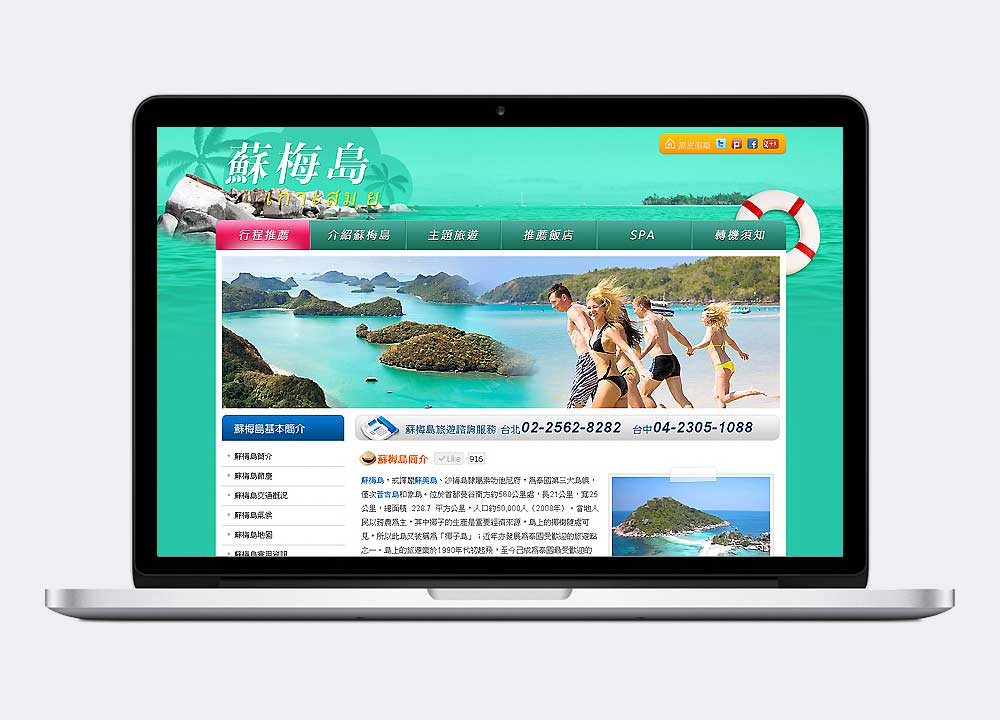 蘇梅島
เกาะสมุย
行程推薦 介紹蘇梅島 主題旅遊 推薦飯店 SPA 轉機須知
蘇梅島基本簡介
蘇梅島簡介
蘇梅島節慶
蘇梅島交通概況
蘇梅島氣候
蘇梅島地圖
蘇梅島旅遊諮詢服務 台北02-2562-8282 台中04-2305-1088
蘇梅島簡介 Like 916
蘇梅島，或譯閣蘇美島、沙梅島隸屬素叻他尼府，為泰國第三大島嶼，
僅次普吉島和象島。位於首都曼谷南方約560公里處，長21公里，寬25
公里，總面積 228.7 平方公里，人口約50,000人（2008年）。當地人
民以務農為主，其中椰子的生產是重要經濟來源，島上的椰樹隨處可
見，所以此島又被稱為「椰子島」；近年亦發展為泰國受歡迎的旅遊點
之一。島上的旅遊業於1990年代初起飛，至今已成為泰國最受歡迎的